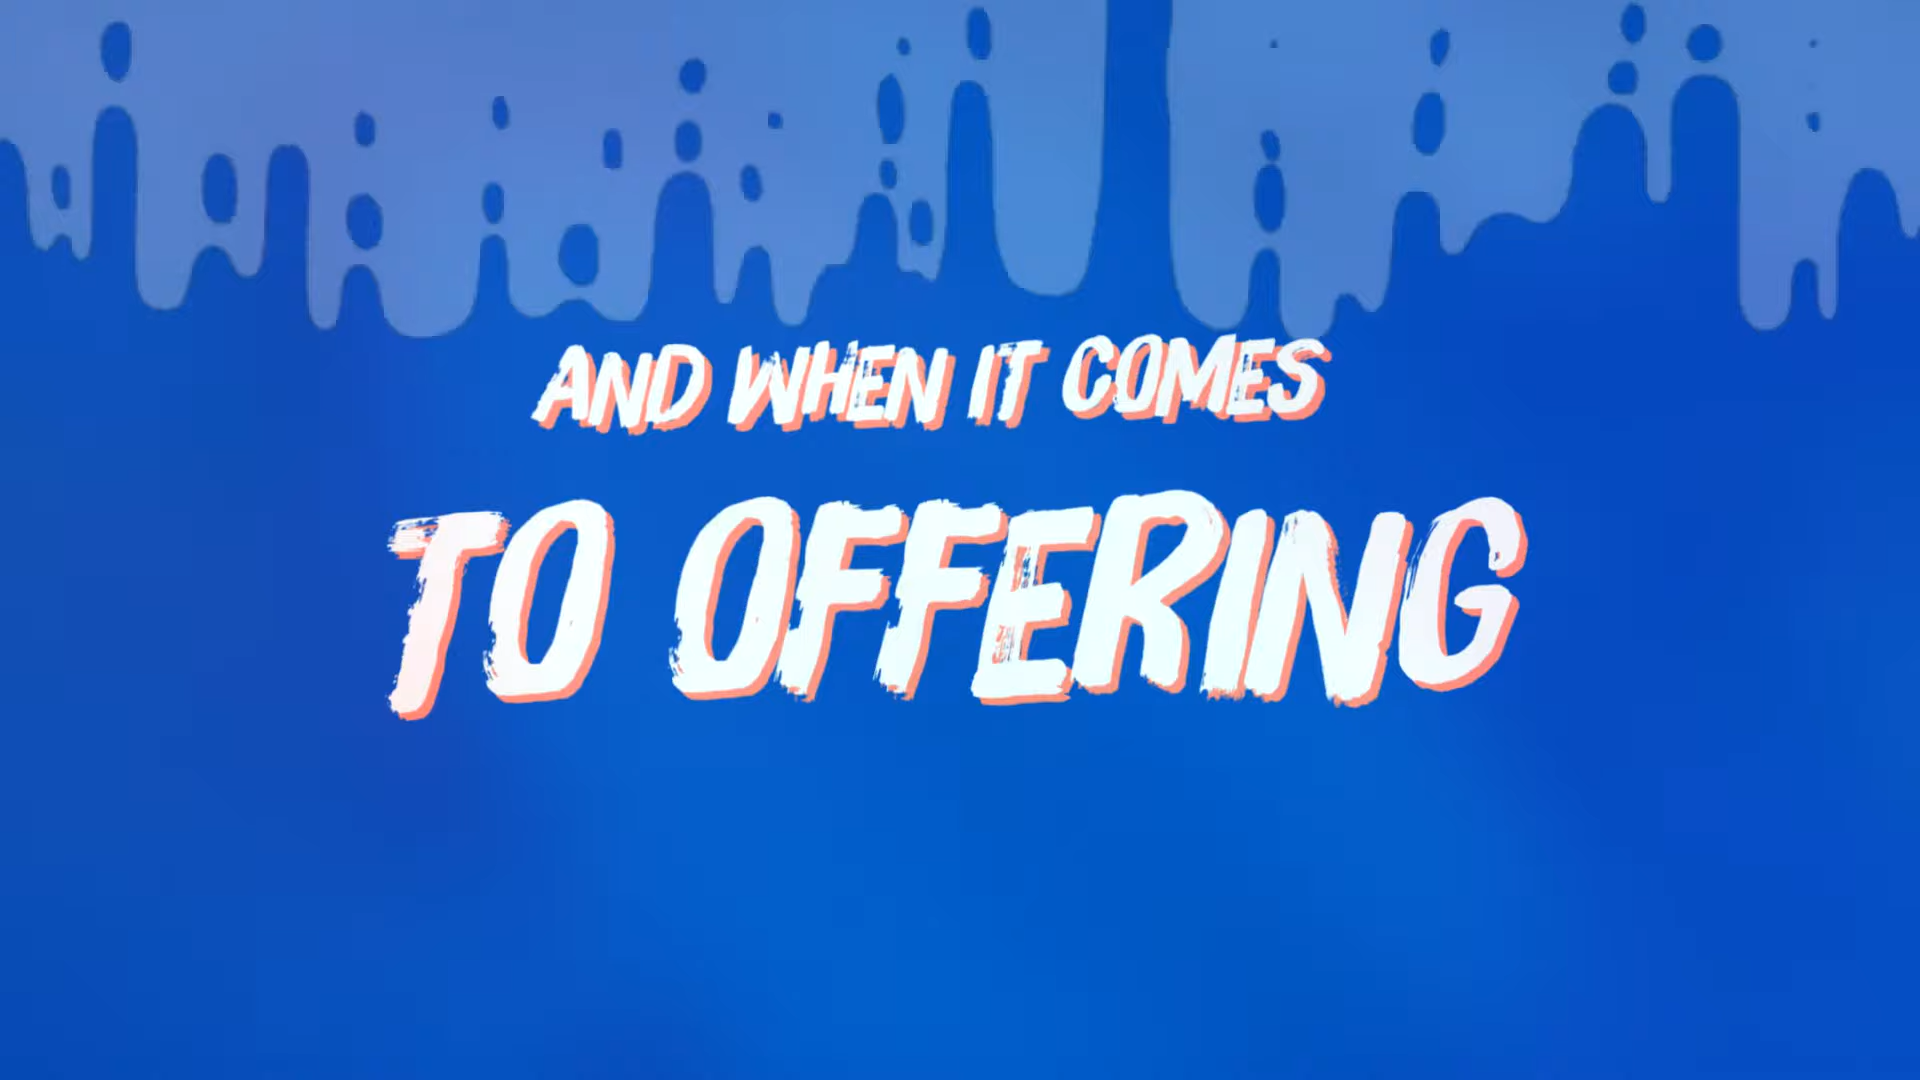 AND WHEN IT COMES
TO OFFERING